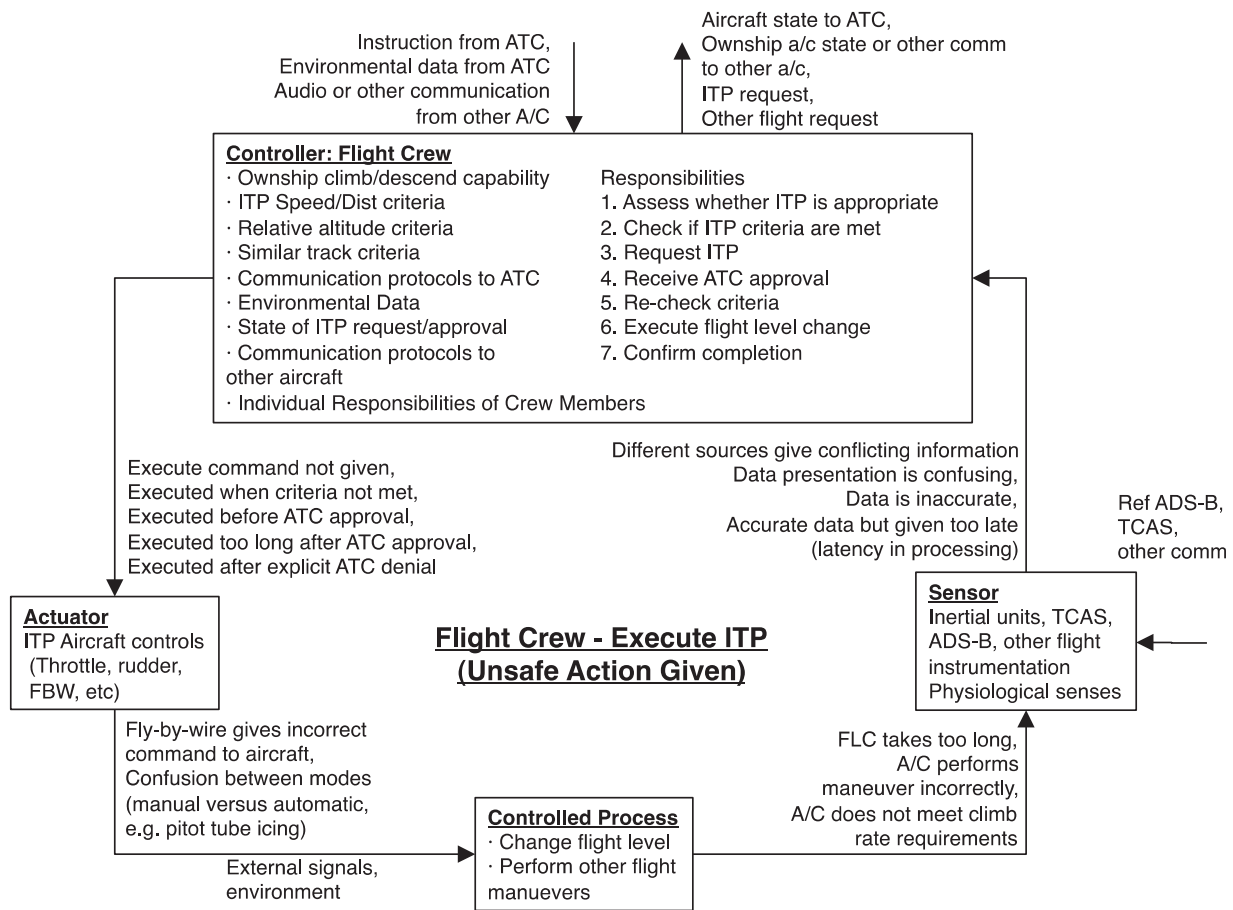 Instruction from ATC,
Environmental data from ATC
Audio or other communication
from other A/C
Aircraft state to ATC,
Ownship a/c state or other comm
to other a/c,
ITP request,
Other flight request
Controller: Flight Crew
· Ownship climb/descend capability
· ITP Speed/Dist criteria
· Relative altitude criteria
· Similar track criteria
· Communication protocols to ATC
· Environmental Data
· State of ITP request/approval
· Communication protocols to
other aircraft
· Individual Responsibilities of Crew Members
Responsibilities
1. Assess whether ITP is appropriate
2. Check if ITP criteria are met
3. Request ITP
4. Receive ATC approval
5. Re-check criteria
6. Execute flight level change
7. Confirm completion
Execute command not given,
Executed when criteria not met,
Executed before ATC approval,
Executed too long after ATC approval,
Executed after explicit ATC denial
Different sources give conflicting information
Data presentation is confusing,
Data is inaccurate,
Accurate data but given too late
(latency in processing)
Ref ADS-B,
TCAS,
other comm
Actuator
ITP Aircraft controls
(Throttle, rudder,
FBW, etc)
Flight Crew - Execute ITP
(Unsafe Action Given)
Sensor
Inertial units, TCAS,
ADS-B, other flight
instrumentation
Physiological senses
Fly-by-wire gives incorrect
command to aircraft,
Confusion between modes
(manual versus automatic,
e.g. pitot tube icing)
External signals,
environment
Controlled Process
· Change flight level
· Perform other flight
manuevers
FLC takes too long,
A/C performs
maneuver incorrectly,
A/C does not meet climb
rate requirements